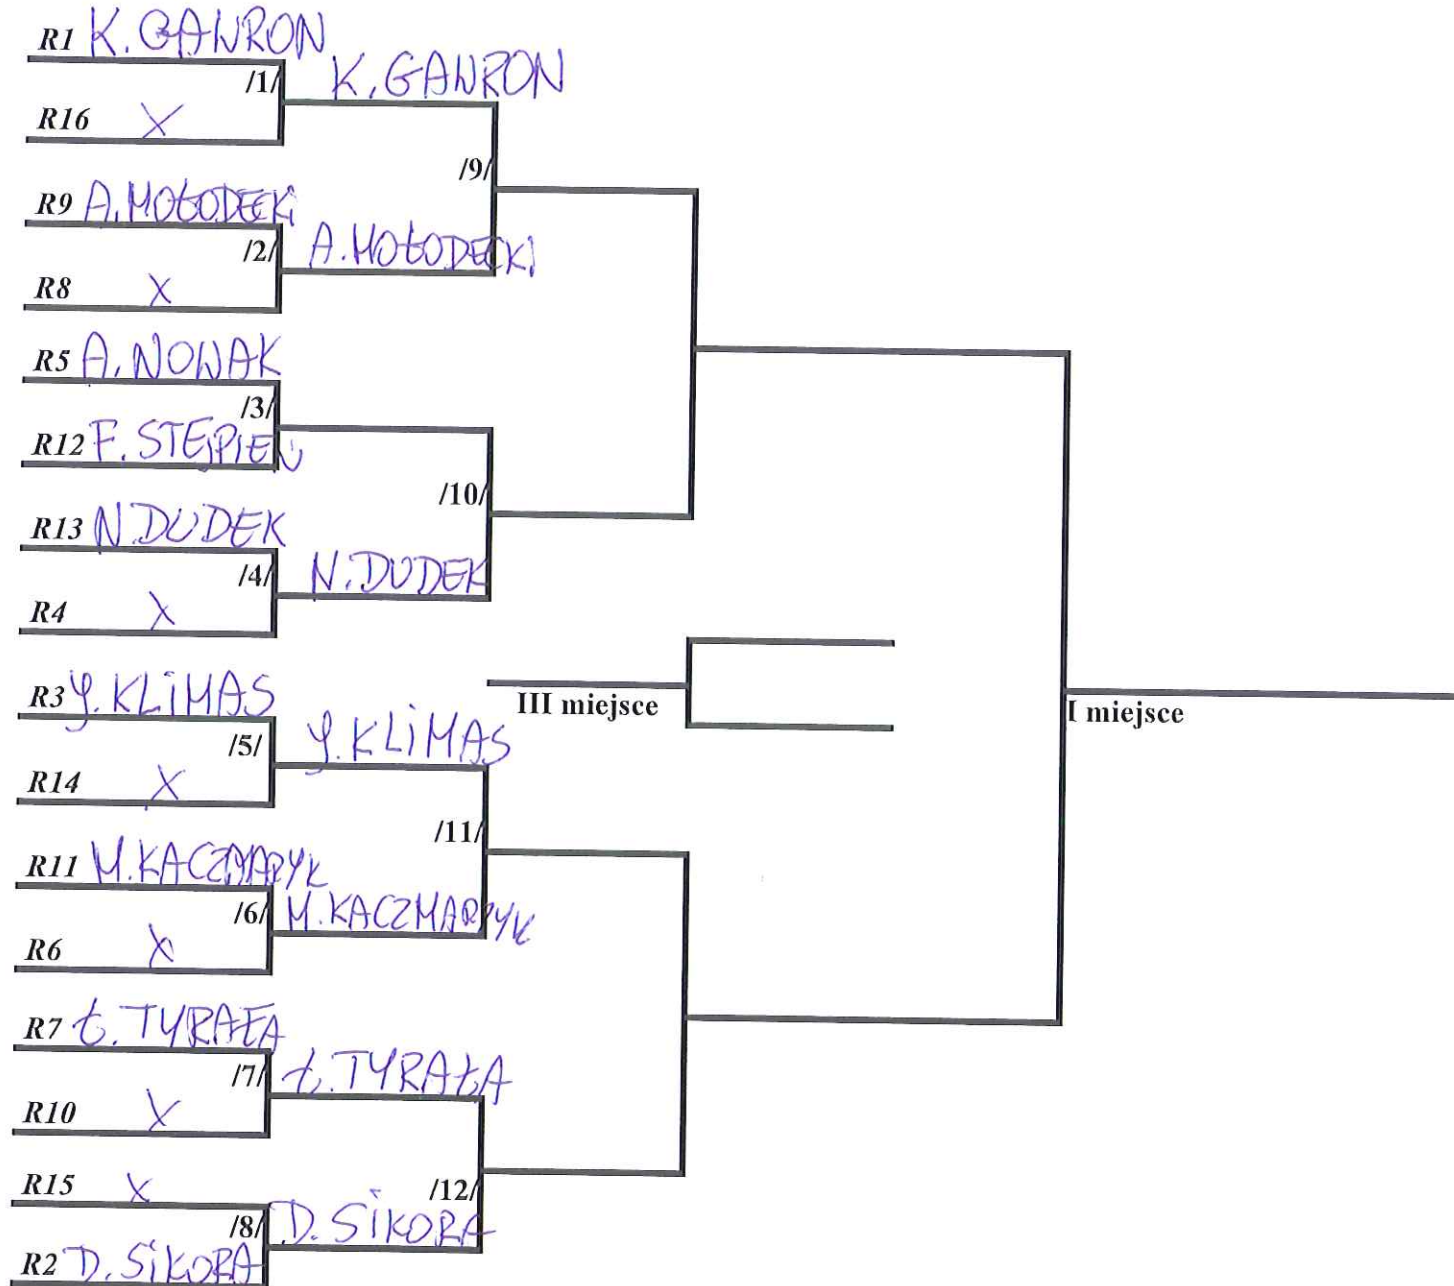 R1 K. GAWRON
/1/ K. GAWRON
R16 X
/9/
R9 A. MOŁODECKI
/2/ A. MOŁODECKI
R8 X
R5 A. NOWAK
/3/
R12 F. STĘPIEŃ
/10/
R13 N. DUDEK
/4/ N. DUDEK
R4 X
R3 J. KLIMAS
III miejsce
I miejsce
/5/ J. KLIMAS
R14 X
/11/
R11 M. KACZMARZYK
/6/ M. KACZMARZYK
R6 X
R7 Ł. TYRAŁA
/7/ Ł. TYRAŁA
R10 X
R15 X
/12/
/8/ D. SIKORA
R2 D. SIKORA